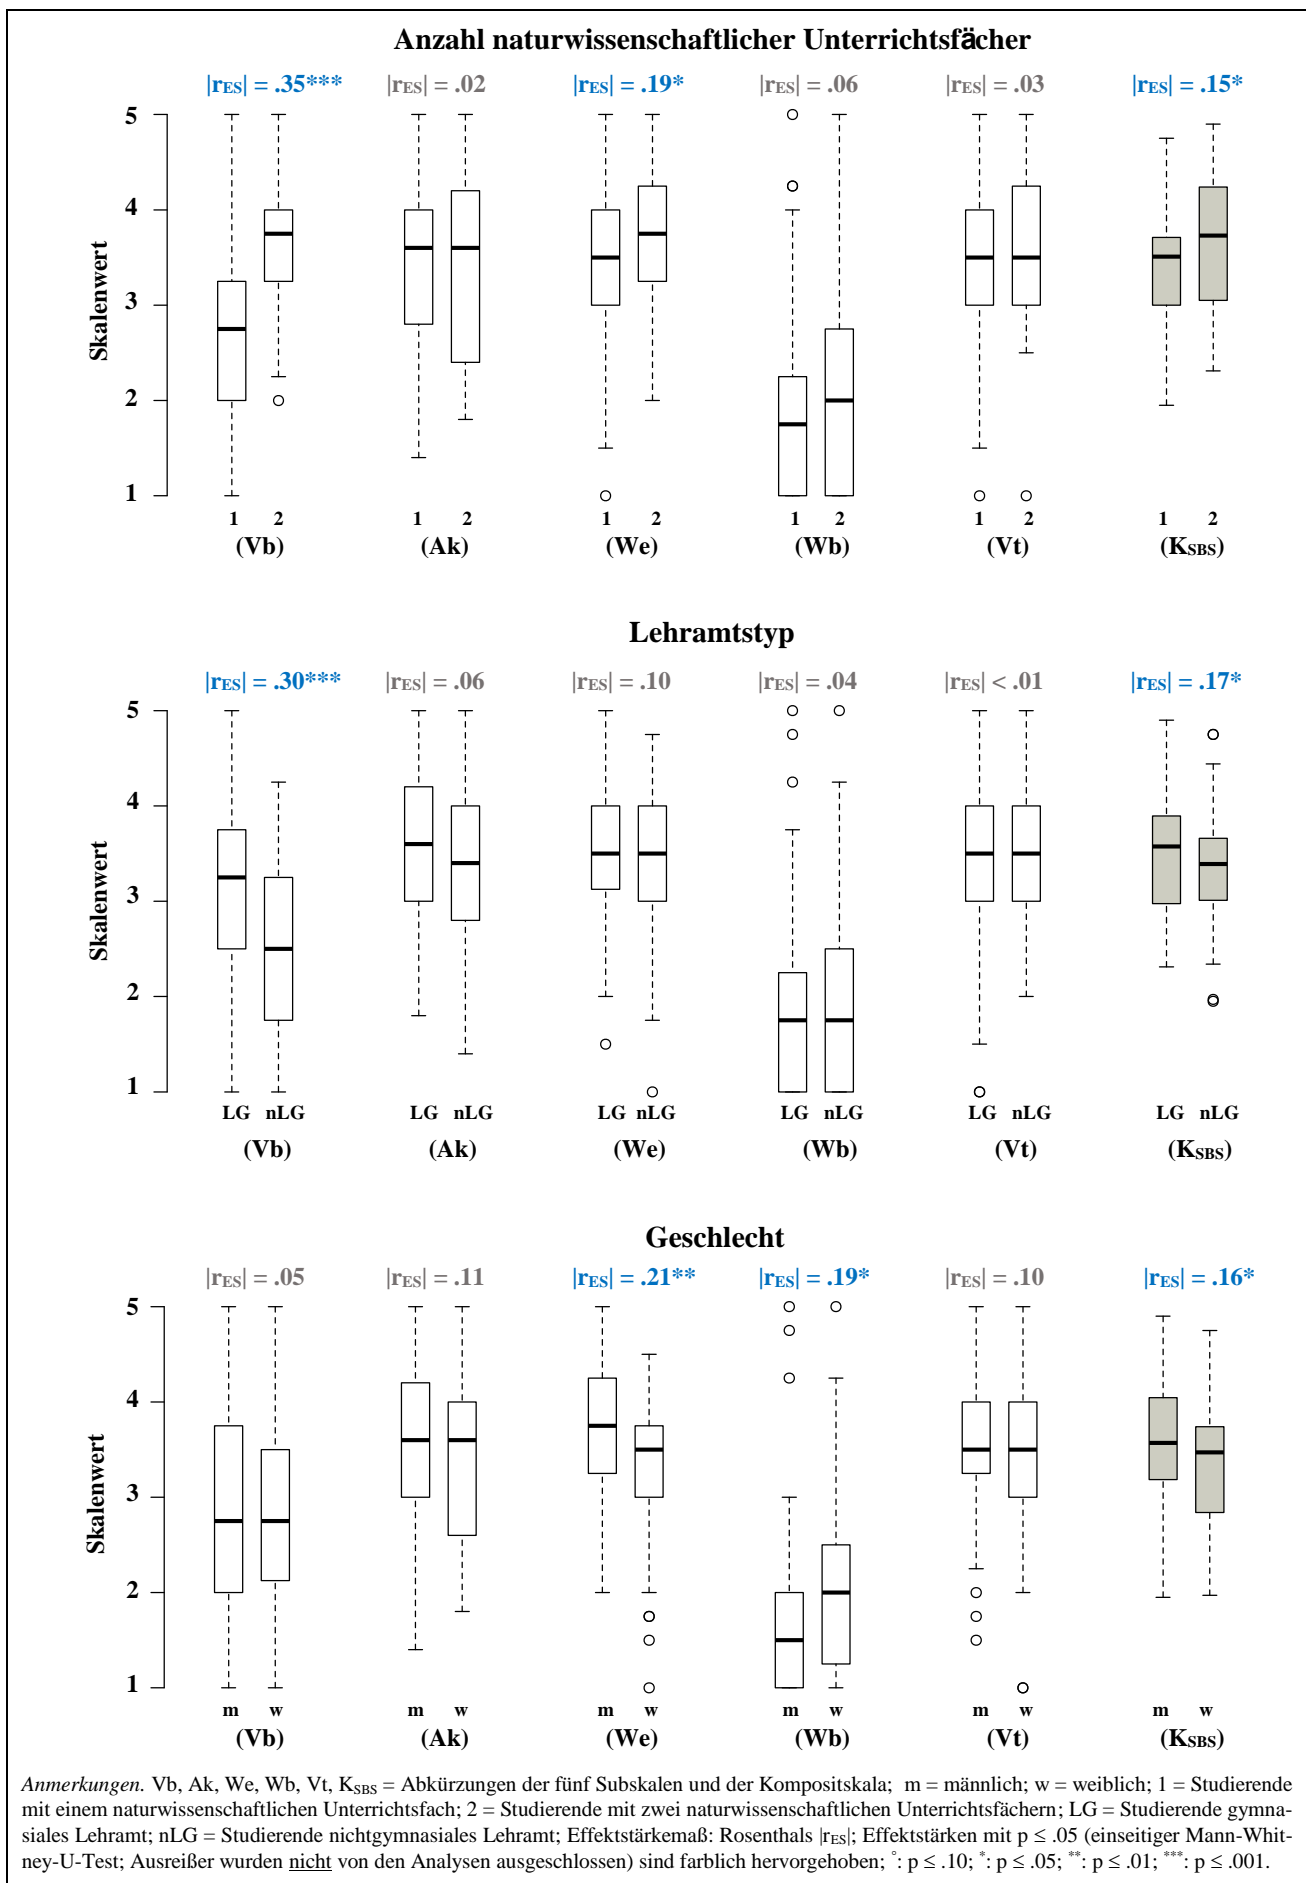 Anzahl naturwissenschaftlicher Unterrichtsfächer
|rES| = .35*** |rES| = .02 |rES| = .19* |rES| = .06 |rES| = .03 |rES| = .15*
Skalenwert
5
4
3
2
1
1 2 1 2 1 2 1 2 1 2 1 2
(Vb) (Ak) (We) (Wb) (Vt) (KSBS)
Lehramtstyp
|rES| = .30*** |rES| = .06 |rES| = .10 |rES| = .04 |rES| < .01 |rES| = .17*
Skalenwert
5
4
3
2
1
LG nLG LG nLG LG nLG LG nLG LG nLG LG nLG
(Vb) (Ak) (We) (Wb) (Vt) (KSBS)
Geschlecht
|rES| = .05 |rES| = .11 |rES| = .21** |rES| = .19* |rES| = .10 |rES| = .16*
Skalenwert
5
4
3
2
1
m w m w m w m w m w m w
(Vb) (Ak) (We) (Wb) (Vt) (KSBS)
Anmerkungen. Vb, Ak, We, Wb, Vt, KSBS = Abkürzungen der fünf Subskalen und der Kompositskala; m = männlich; w = weiblich; 1 = Studierende
mit einem naturwissenschaftlichen Unterrichtsfach; 2 = Studierende mit zwei naturwissenschaftlichen Unterrichtsfächern; LG = Studierende gymna-
siales Lehramt; nLG = Studierende nichtgymnasiales Lehramt; Effektstärkemaß: Rosenthals |rES|; Effektstärken mit p ≤ .05 (einseitiger Mann-Whit-
ney-U-Test; Ausreißer wurden nicht von den Analysen ausgeschlossen) sind farblich hervorgehoben; °: p ≤ .10; *: p ≤ .05; **: p ≤ .01; ***: p ≤ .001.